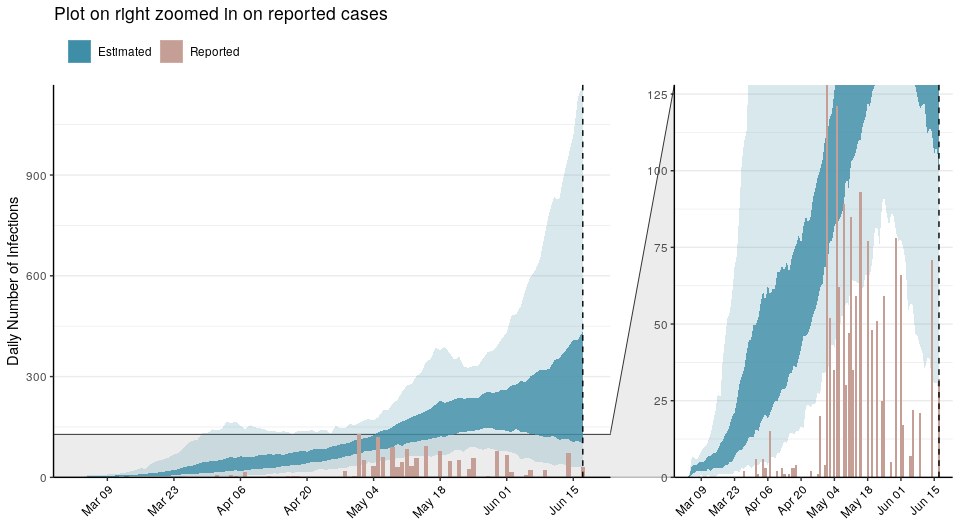 Plot on right zoomed in on reported cases
Estimated Reported
Daily Number of Infections
900
600
300
0
Mar 09 Mar 23 Apr 06 Apr 20 May 04 May 18 Jun 01 Jun 15
125
100
75
50
25
0
Mar 09 Mar 23 Apr 06 Apr 20 May 04 May 18 Jun 01 Jun 15